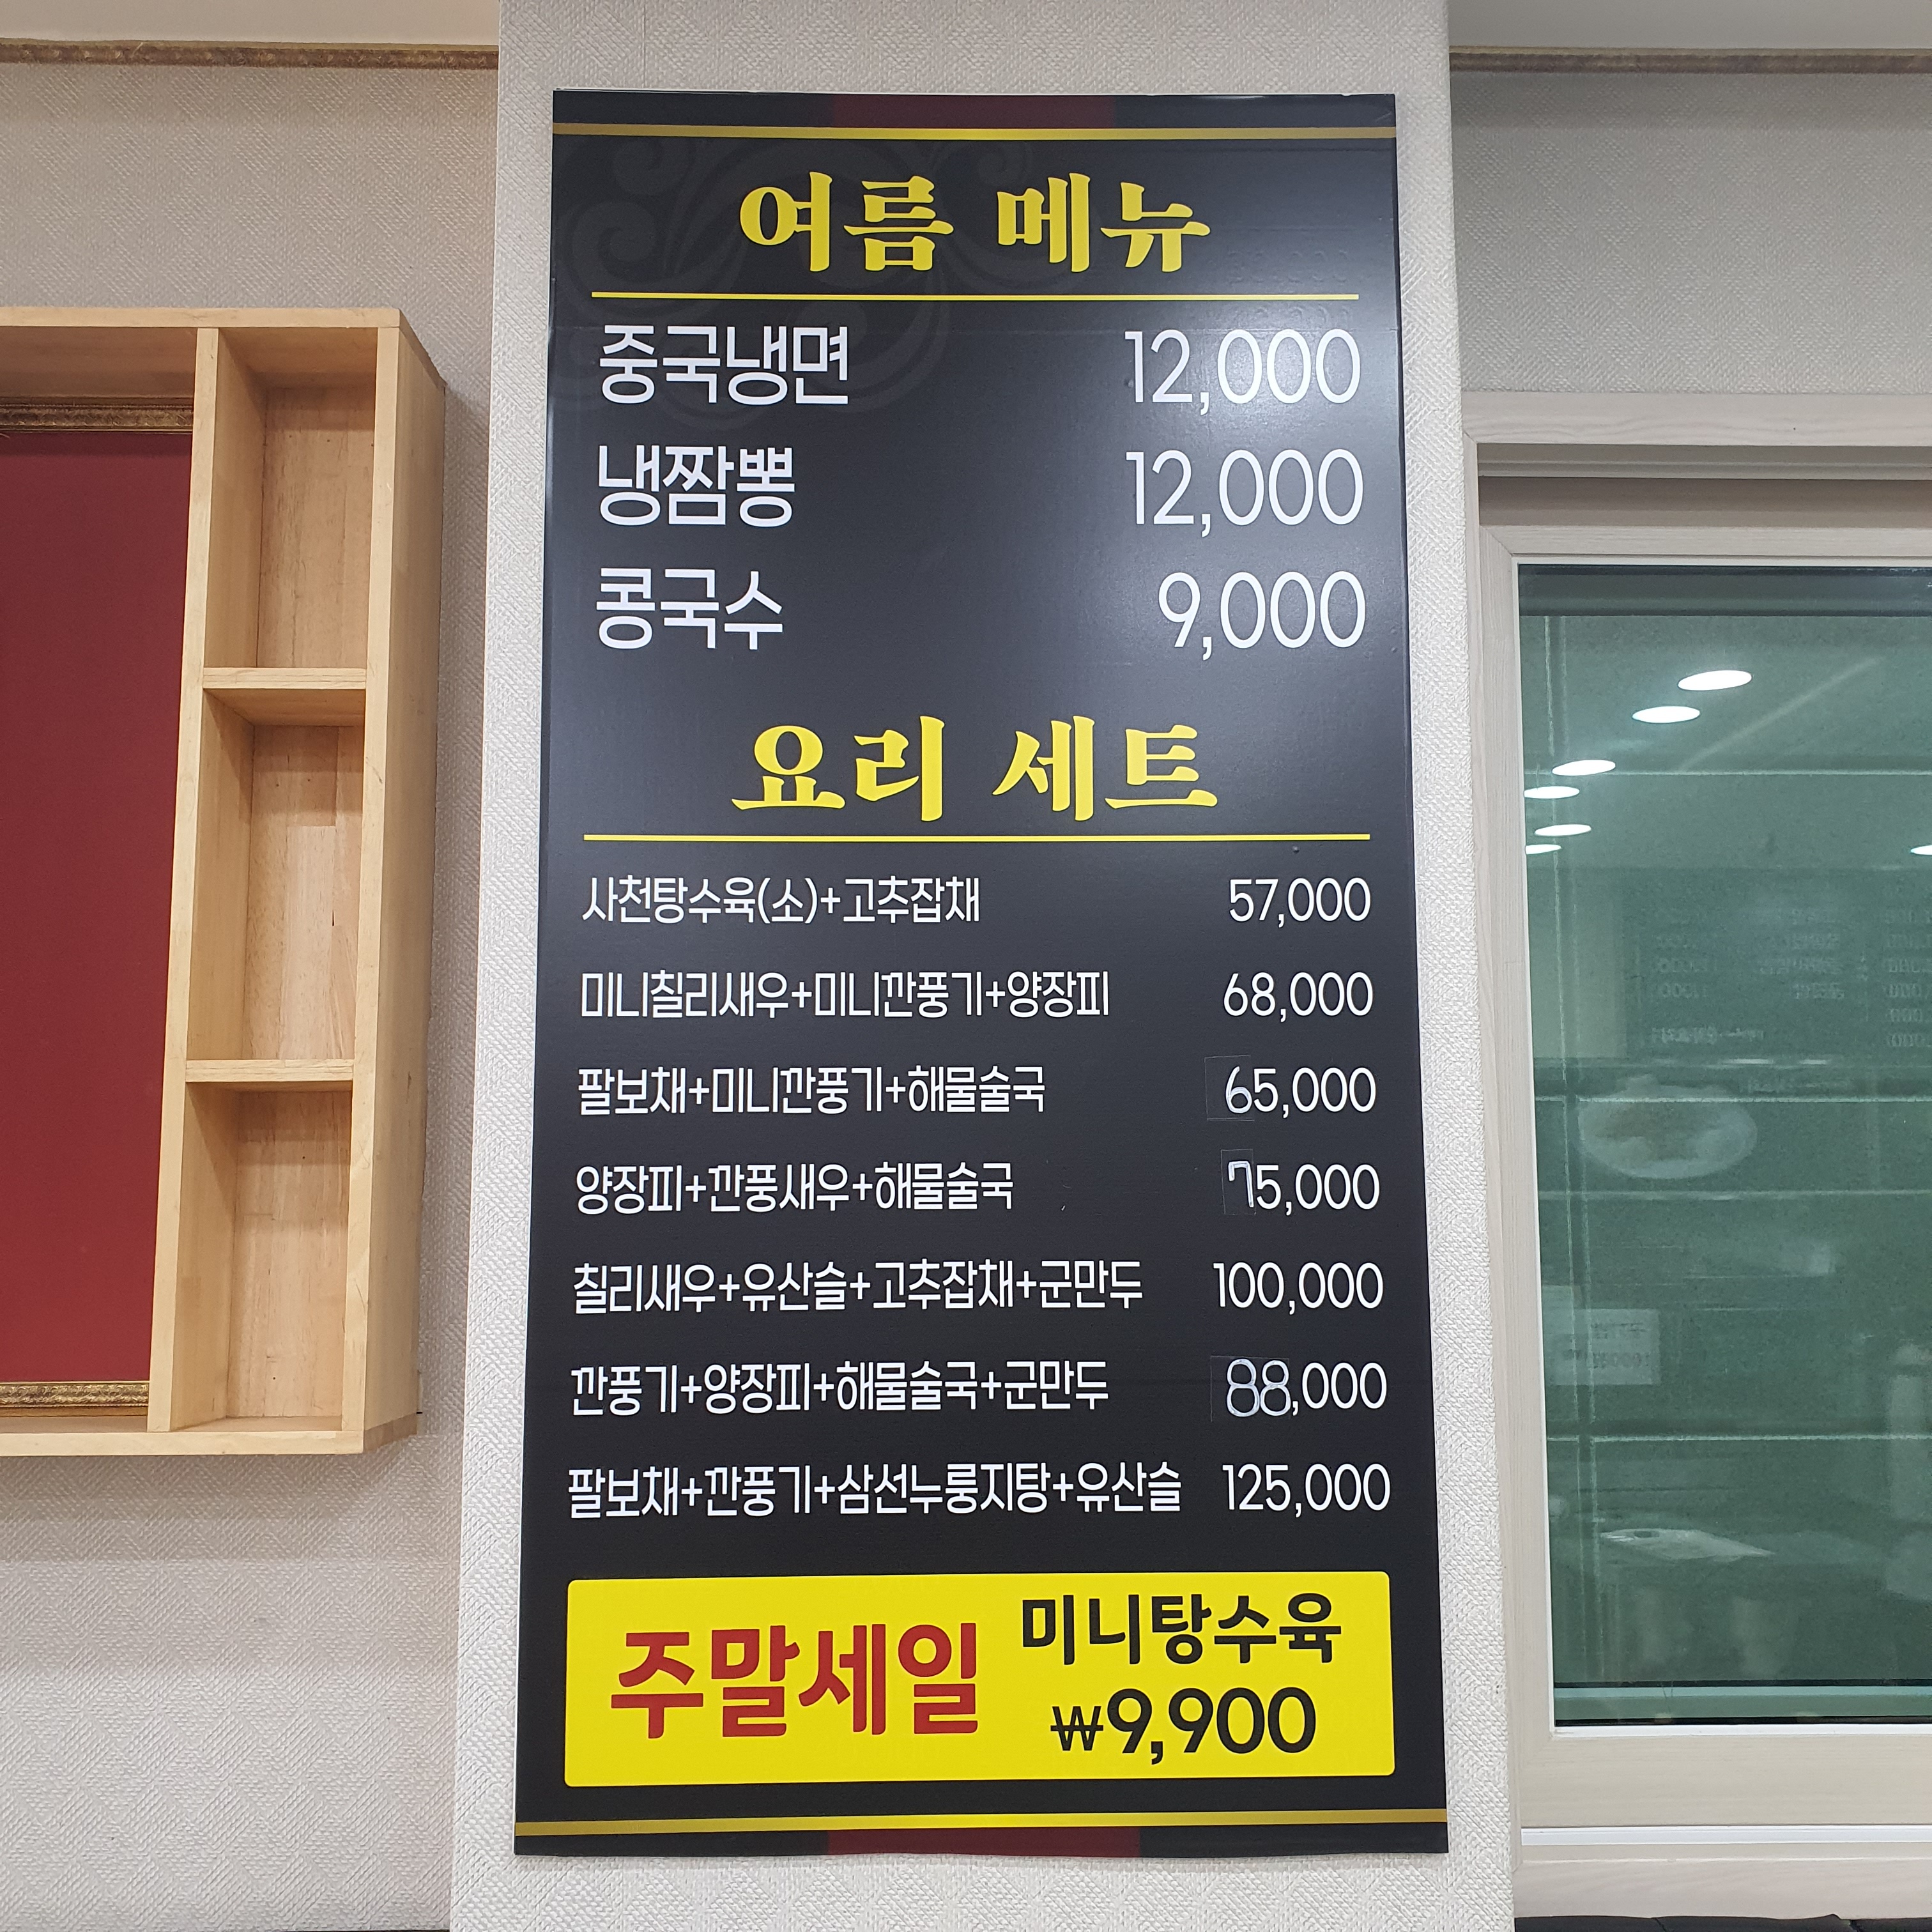 여름 메뉴
중국냉면 12,000
냉짬뽕 12,000
콩국수 9,000
요리 세트
사천탕수육(소)+고추잡채 57,000
미니칠리새우+미니깐풍기+양장피 68,000
팔보채+미니깐풍기+해물술국 65,000
양장피+깐풍새우+해물술국 75,000
칠리새우+유산슬+고추잡채+군만두 100,000
깐풍기+양장피+해물술국+군만두 88,000
팔보채+깐풍기+삼선누룽지탕+유산슬 125,000
주말세일 미니탕수육
₩9,900